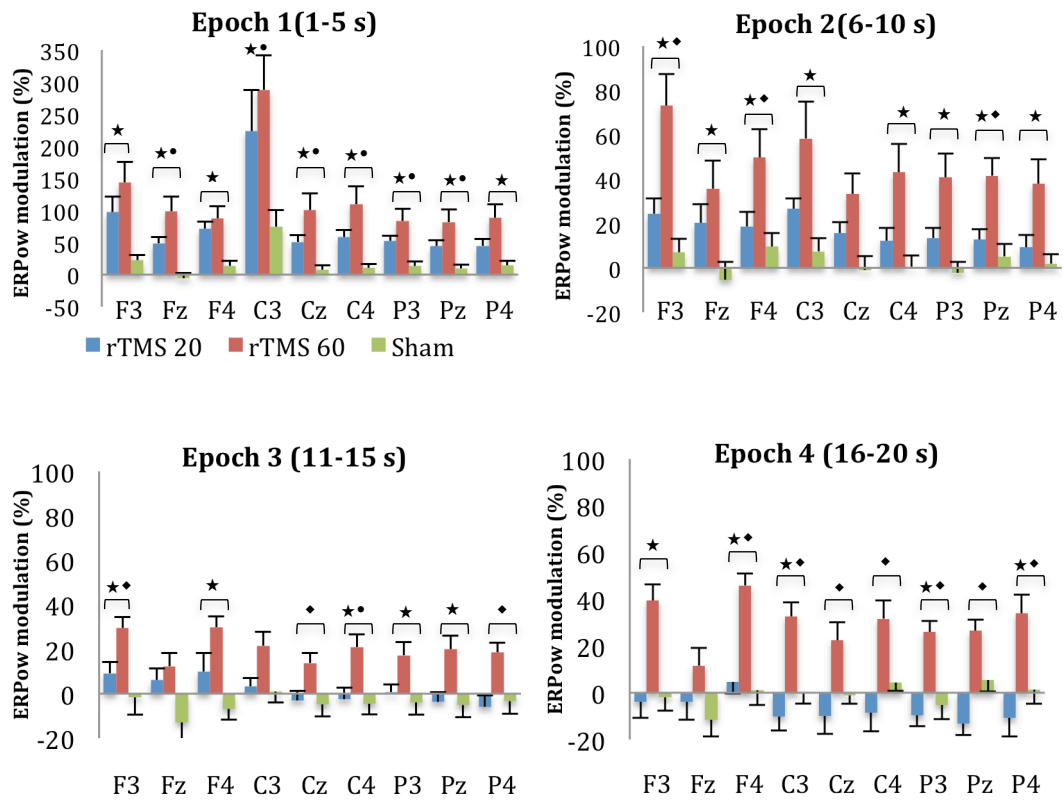 Epoch 1(1-5 s)
ERPow modulation (%)
350
300
250
200
150
100
50
0
-50
F3 Fz F4 C3 Cz C4 P3 Pz P4
rTMS 20 rTMS 60 Sham
Epoch 2(6-10 s)
ERPow modulation (%)
100
80
60
40
20
0
-20
F3 Fz F4 C3 Cz C4 P3 Pz P4
Epoch 3 (11-15 s)
ERPow modulation (%)
100
80
60
40
20
0
-20
F3 Fz F4 C3 Cz C4 P3 Pz P4
Epoch 4 (16-20 s)
ERPow modulation (%)
100
80
60
40
20
0
-20
F3 Fz F4 C3 Cz C4 P3 Pz P4